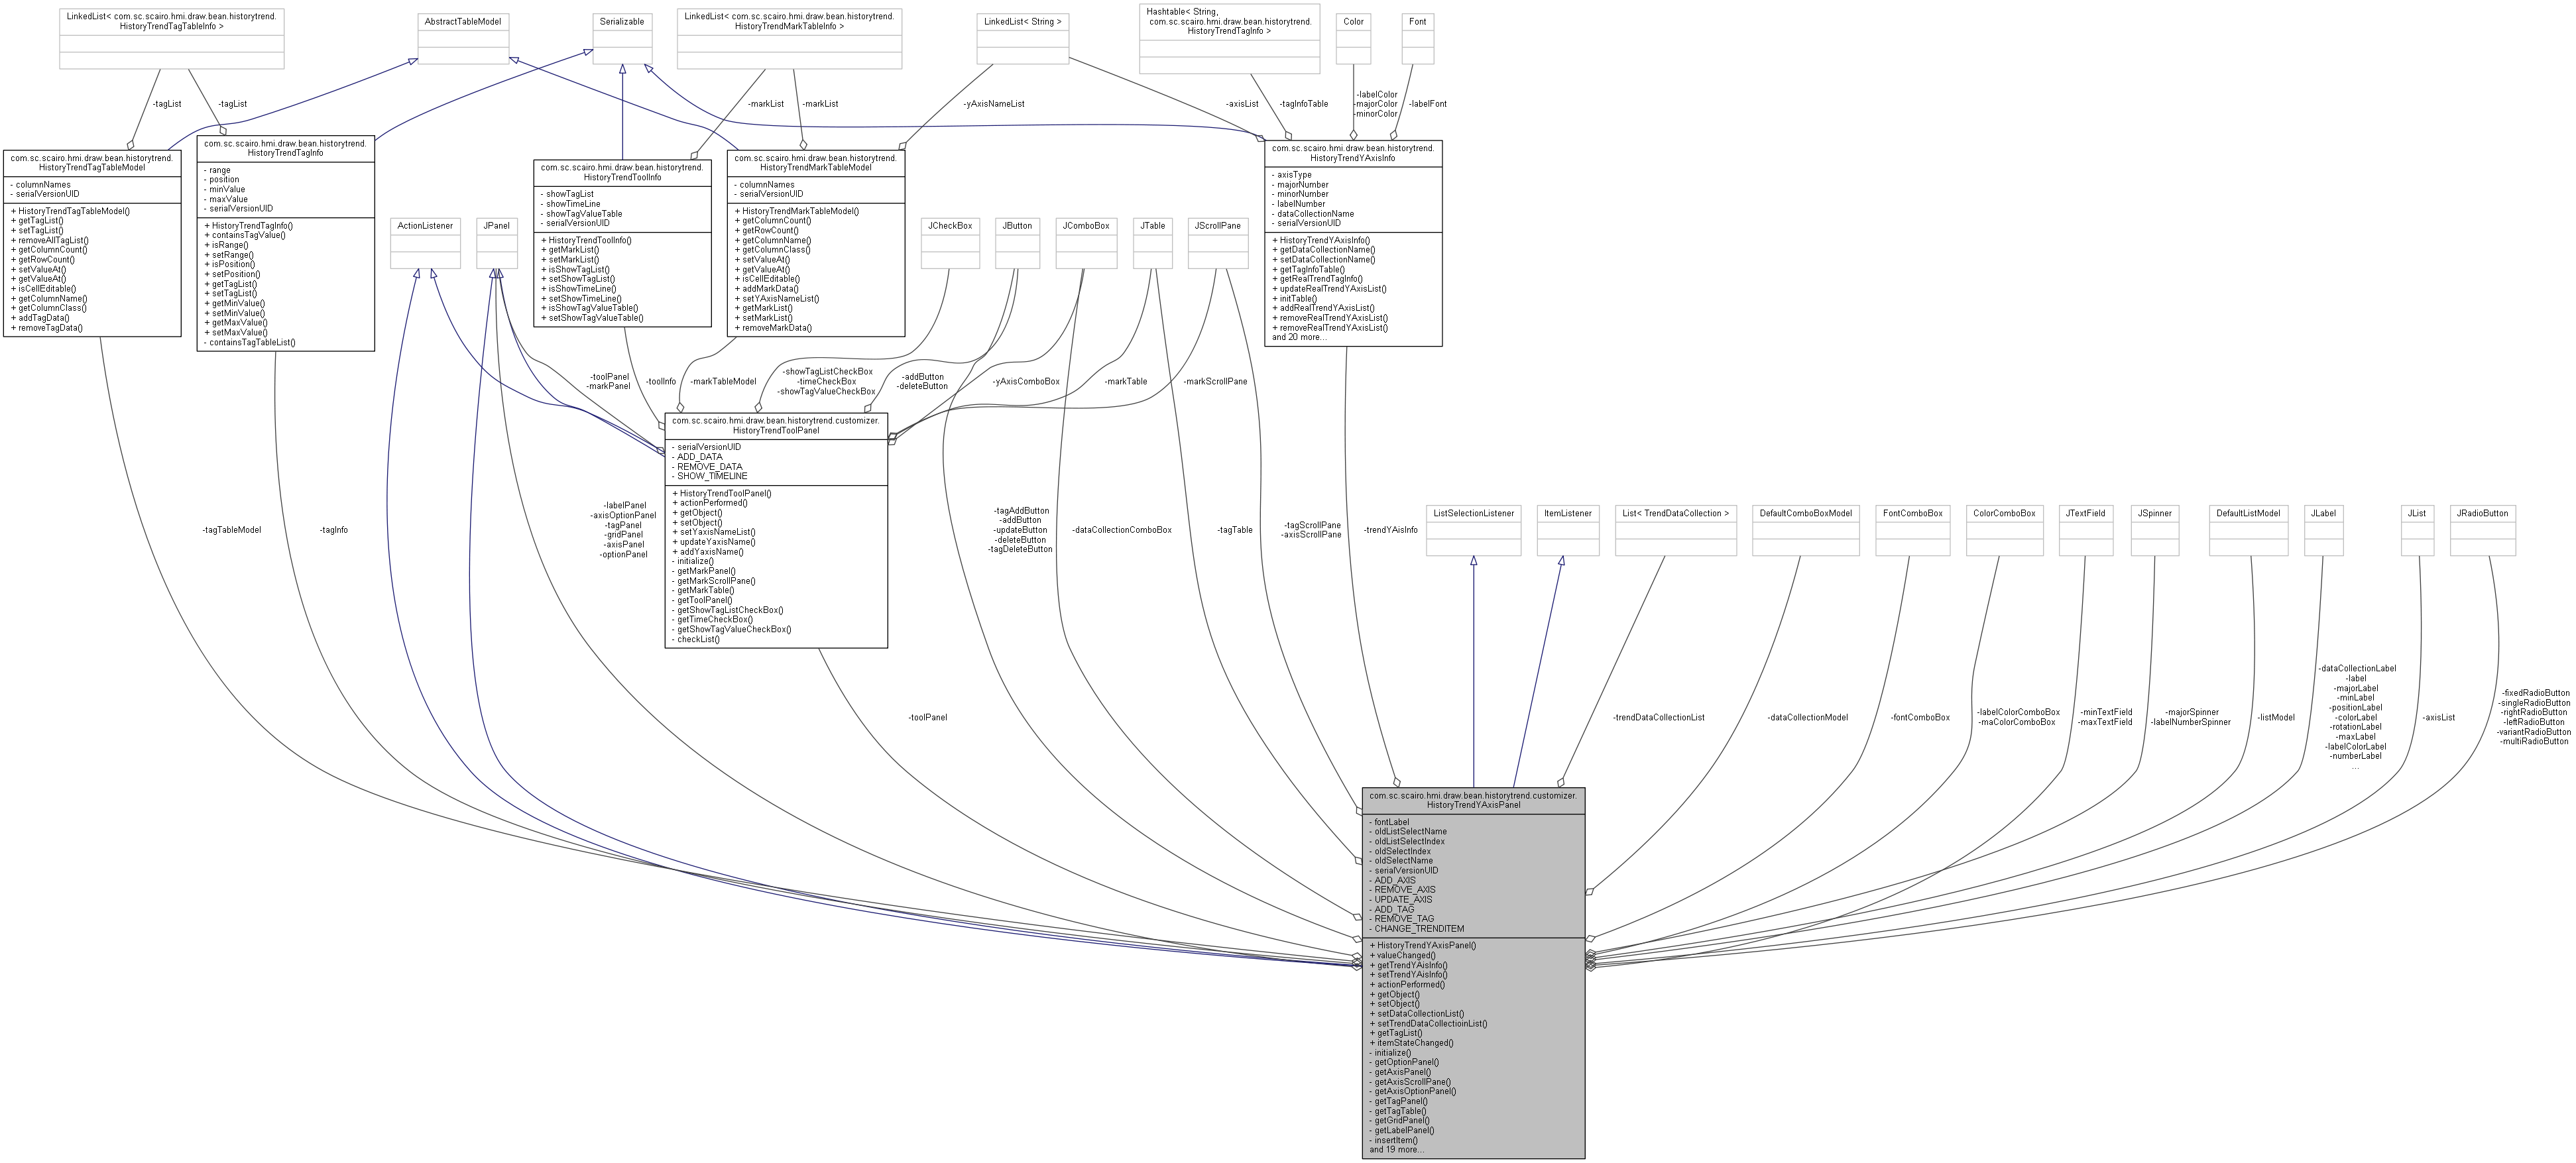 LinkedList< com.sc.scairo.hmi.draw.bean.historytrend.
HistoryTrendTagTableInfo >
AbstractTableModel
Serializable
LinkedList< com.sc.scairo.hmi.draw.bean.historytrend.
HistoryTrendMarkTableInfo >
LinkedList< String >
Hashtable< String,
com.sc.scairo.hmi.draw.bean.historytrend.
HistoryTrendTagInfo >
Color
Font
-tagList
-tagList
-markList
-markList
-yAxisNameList
-axisList
-tagInfoTable
-labelColor
-majorColor
-minorColor
-labelFont
com.sc.scairo.hmi.draw.bean.historytrend.
HistoryTrendTagTableModel
- columnNames
- serialVersionUID
+ HistoryTrendTagTableModel()
+ getTagList()
+ setTagList()
+ removeAllTagList()
+ getColumnCount()
+ getRowCount()
+ setValueAt()
+ getValueAt()
+ isCellEditable()
+ getColumnName()
+ getColumnClass()
+ addTagData()
+ removeTagData()
com.sc.scairo.hmi.draw.bean.historytrend.
HistoryTrendTagInfo
- range
- position
- minValue
- maxValue
- serialVersionUID
+ HistoryTrendTagInfo()
+ containsTagValue()
+ isRange()
+ setRange()
+ isPosition()
+ setPosition()
+ getTagList()
+ setTagList()
+ getMinValue()
+ setMinValue()
+ getMaxValue()
+ setMaxValue()
- containsTagTableList()
com.sc.scairo.hmi.draw.bean.historytrend.
HistoryTrendToolInfo
- showTagList
- showTimeLine
- showTagValueTable
- serialVersionUID
+ HistoryTrendToolInfo()
+ getMarkList()
+ setMarkList()
+ isShowTagList()
+ setShowTagList()
+ isShowTimeLine()
+ setShowTimeLine()
+ isShowTagValueTable()
+ setShowTagValueTable()
com.sc.scairo.hmi.draw.bean.historytrend.
HistoryTrendMarkTableModel
- columnNames
- serialVersionUID
+ HistoryTrendMarkTableModel()
+ getColumnCount()
+ getRowCount()
+ getColumnName()
+ getColumnClass()
+ setValueAt()
+ getValueAt()
+ isCellEditable()
+ addMarkData()
+ setYAxisNameList()
+ getMarkList()
+ setMarkList()
+ removeMarkData()
com.sc.scairo.hmi.draw.bean.historytrend.
HistoryTrendYAxisInfo
- axisType
- majorNumber
- minorNumber
- labelNumber
- dataCollectionName
- serialVersionUID
+ HistoryTrendYAxisInfo()
+ getDataCollectionName()
+ setDataCollectionName()
+ getTagInfoTable()
+ getRealTrendTagInfo()
+ updateRealTrendYAxisList()
+ initTable()
+ addRealTrendYAxisList()
+ removeRealTrendYAxisList()
+ removeRealTrendYAxisList()
and 20 more...
ActionListener
JPanel
JCheckBox
JButton
JComboBox
JTable
JScrollPane
-toolPanel
-markPanel
-toolInfo
-markTableModel
-showTagListCheckBox
-timeCheckBox
-showTagValueCheckBox
-addButton
-deleteButton
-yAxisComboBox
-markTable
-markScrollPane
com.sc.scairo.hmi.draw.bean.historytrend.customizer.
HistoryTrendToolPanel
- serialVersionUID
- ADD_DATA
- REMOVE_DATA
- SHOW_TIMELINE
+ HistoryTrendToolPanel()
+ actionPerformed()
+ getObject()
+ setObject()
+ setYaxisNameList()
+ updateYaxisName()
+ addYaxisName()
- initialize()
- getMarkPanel()
- getMarkScrollPane()
- getMarkTable()
- getToolPanel()
- getShowTagListCheckBox()
- getTimeCheckBox()
- getShowTagValueCheckBox()
- checkList()
-tagTableModel
-tagInfo
-labelPanel
-axisOptionPanel
-tagPanel
-gridPanel
-axisPanel
-optionPanel
-tagAddButton
-addButton
-updateButton
-deleteButton
-tagDeleteButton
-dataCollectionComboBox
-tagTable
-tagScrollPane
-axisScrollPane
-trendYAisInfo
ListSelectionListener
ItemListener
List< TrendDataCollection >
DefaultComboBoxModel
FontComboBox
ColorComboBox
JTextField
JSpinner
DefaultListModel
JLabel
JList
JRadioButton
-toolPanel
-trendDataCollectionList
-dataCollectionModel
-fontComboBox
-labelColorComboBox
-maColorComboBox
-minTextField
-maxTextField
-majorSpinner
-labelNumberSpinner
-listModel
-dataCollectionLabel
-label
-majorLabel
-minLabel
-positionLabel
-colorLabel
-rotationLabel
-maxLabel
-labelColorLabel
-numberLabel
...
-axisList
-fixedRadioButton
-singleRadioButton
-rightRadioButton
-leftRadioButton
-variantRadioButton
-multiRadioButton
com.sc.scairo.hmi.draw.bean.historytrend.customizer.
HistoryTrendYAxisPanel
- fontLabel
- oldListSelectName
- oldListSelectIndex
- oldSelectIndex
- oldSelectName
- serialVersionUID
- ADD_AXIS
- REMOVE_AXIS
- UPDATE_AXIS
- ADD_TAG
- REMOVE_TAG
- CHANGE_TRENDITEM
+ HistoryTrendYAxisPanel()
+ valueChanged()
+ getTrendYAisInfo()
+ setTrendYAisInfo()
+ actionPerformed()
+ getObject()
+ setObject()
+ setDataCollectionList()
+ setTrendDataCollectioinList()
+ getTagList()
+ itemStateChanged()
- initialize()
- getOptionPanel()
- getAxisPanel()
- getAxisScrollPane()
- getAxisOptionPanel()
- getTagPanel()
- getTagTable()
- getGridPanel()
- getLabelPanel()
- insertItem()
and 19 more...